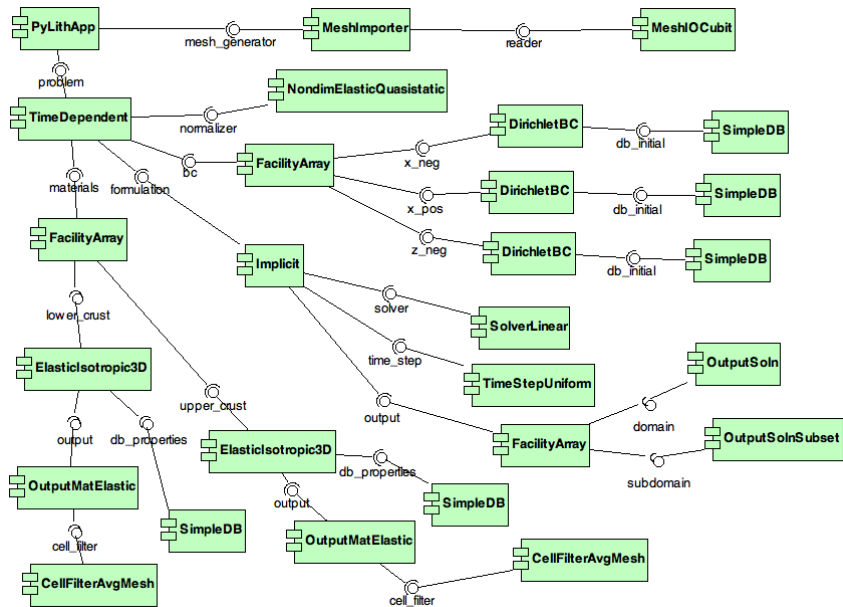 PyLithApp
mesh_generator
MeshImporter
reader
MeshIOCubit
problem
NondimElasticQuasistatic
TimeDependent
normalizer
DirichletBC
db_initial
SimpleDB
bc
FacilityArray
x_neg
materials
formulation
DirichletBC
x_pos
db_initial
SimpleDB
FacilityArray
z_neg
DirichletBC
db_initial
SimpleDB
Implicit
solver
lower_crust
SolverLinear
time_step
ElasticIsotropic3D
TimeStepUniform
OutputSoln
upper_crust
output
domain
output
db_properties
ElasticIsotropic3D
FacilityArray
OutputSolnSubset
db_properties
subdomain
OutputMatElastic
output
SimpleDB
SimpleDB
cell_filter
OutputMatElastic
CellFilterAvgMesh
CellFilterAvgMesh
cell_filter